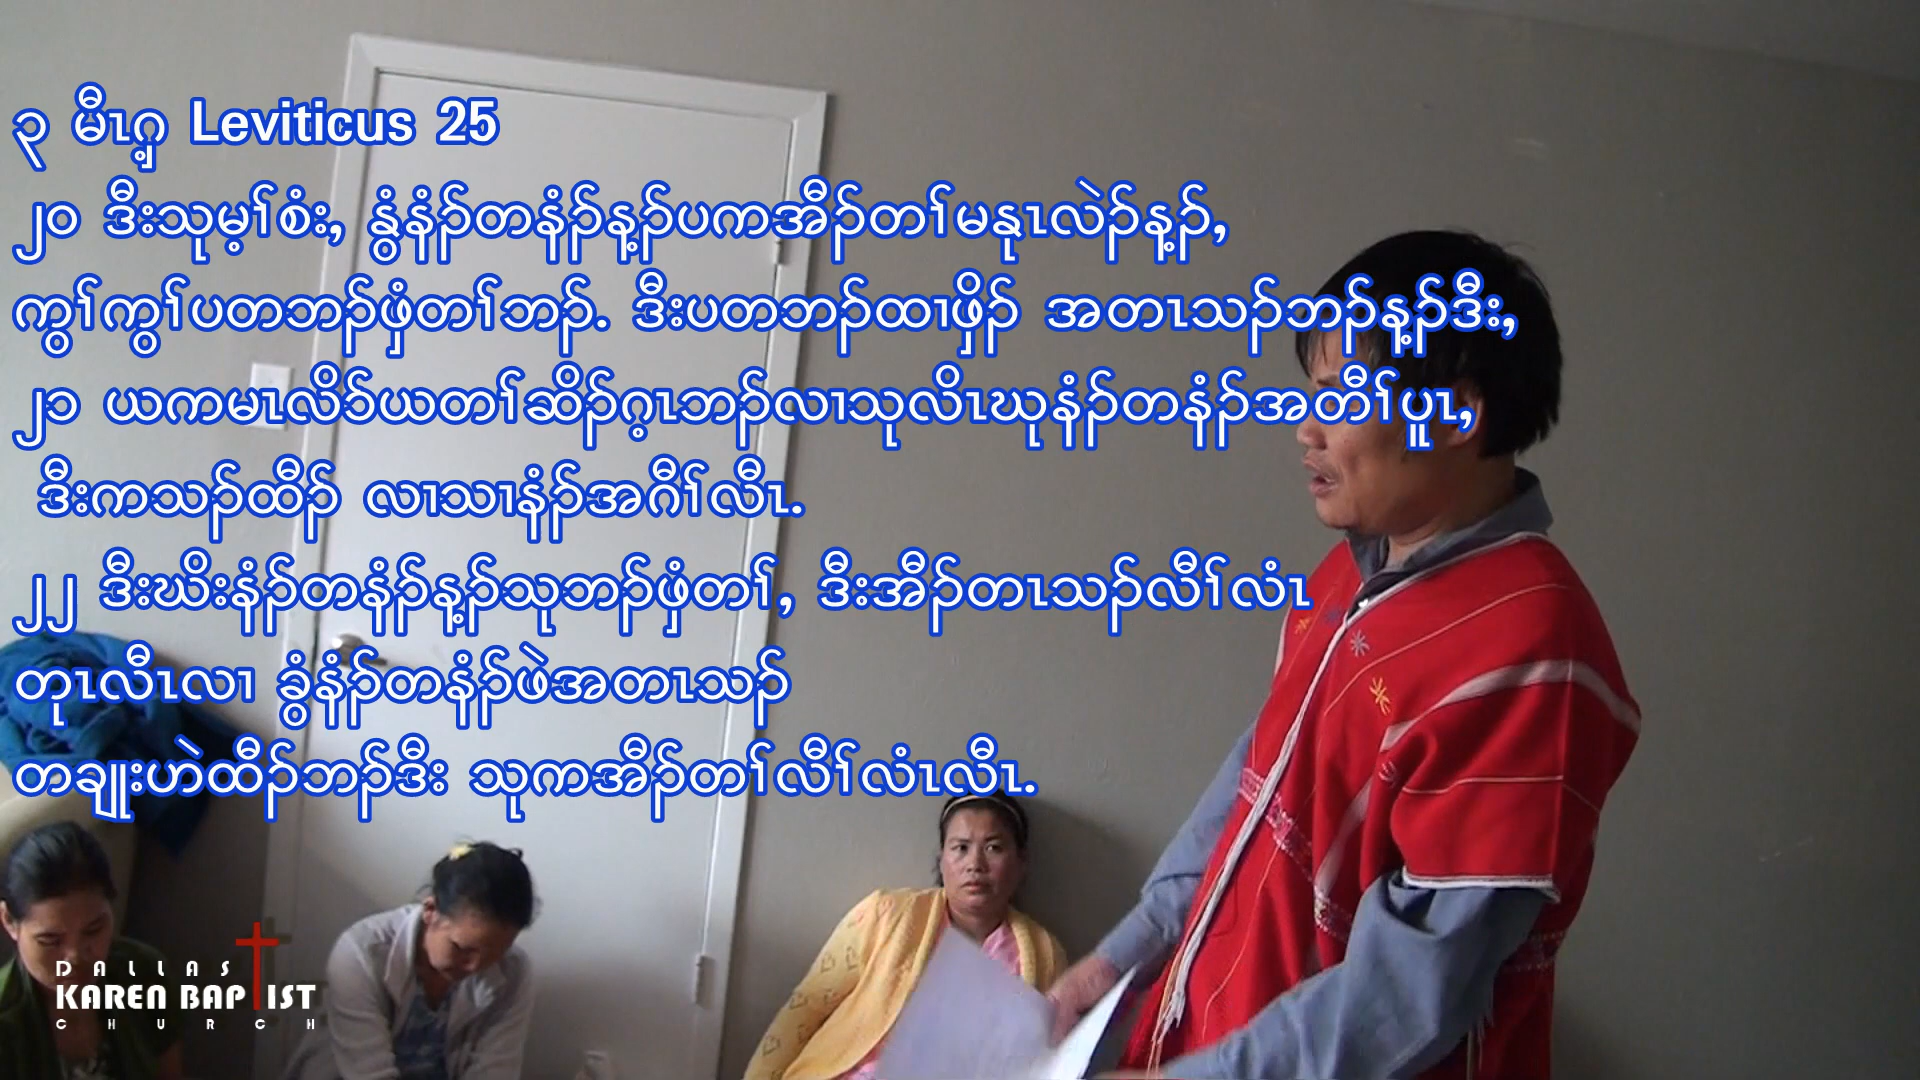 ၃ မီၤၡ Leviticus 25
၂၀ ဒီးသုမ့ၢ်စံး, နွံနံၣ်တနံၣ်န့ၣ်ပကအီၣ်တၢ်မနုၤလဲၣ်န့ၣ်,
ကွၢ်ကွၢ်ပတဘၣ်ဖှံတၢ်ဘၣ်. ဒီးပတဘၣ်ထၢဖှိၣ် အတၤသၣ်ဘၣ်န့ၣ်ဒီး,
၂၁ ယကမၤလိာ်ယတၢ်ဆိၣ်ဂ့ၤဘၣ်လၢသုလိၤဃုနံၣ်တနံၣ်အတီၢ်ပူၤ,
ဒီးကသၣ်ထီၣ် လၢသၢနံၣ်အဂီၢ်လီၤ.
၂၂ ဒီးဃိးနံၣ်တနံၣ်န့ၣ်သုဘၣ်ဖှံတၢ်, ဒီးအီၣ်တၤသၣ်လီၢ်လံၤ
တုၤလီၤလၢ ခွံနံၣ်တနံၣ်ဖဲအတၤသၣ်
တချူးဟဲထီၣ်ဘၣ်ဒီး သုကအီၣ်တၢ်လီၢ်လံၤလီၤ.
DALLAS
KAREN BAPTIST
CHURCH